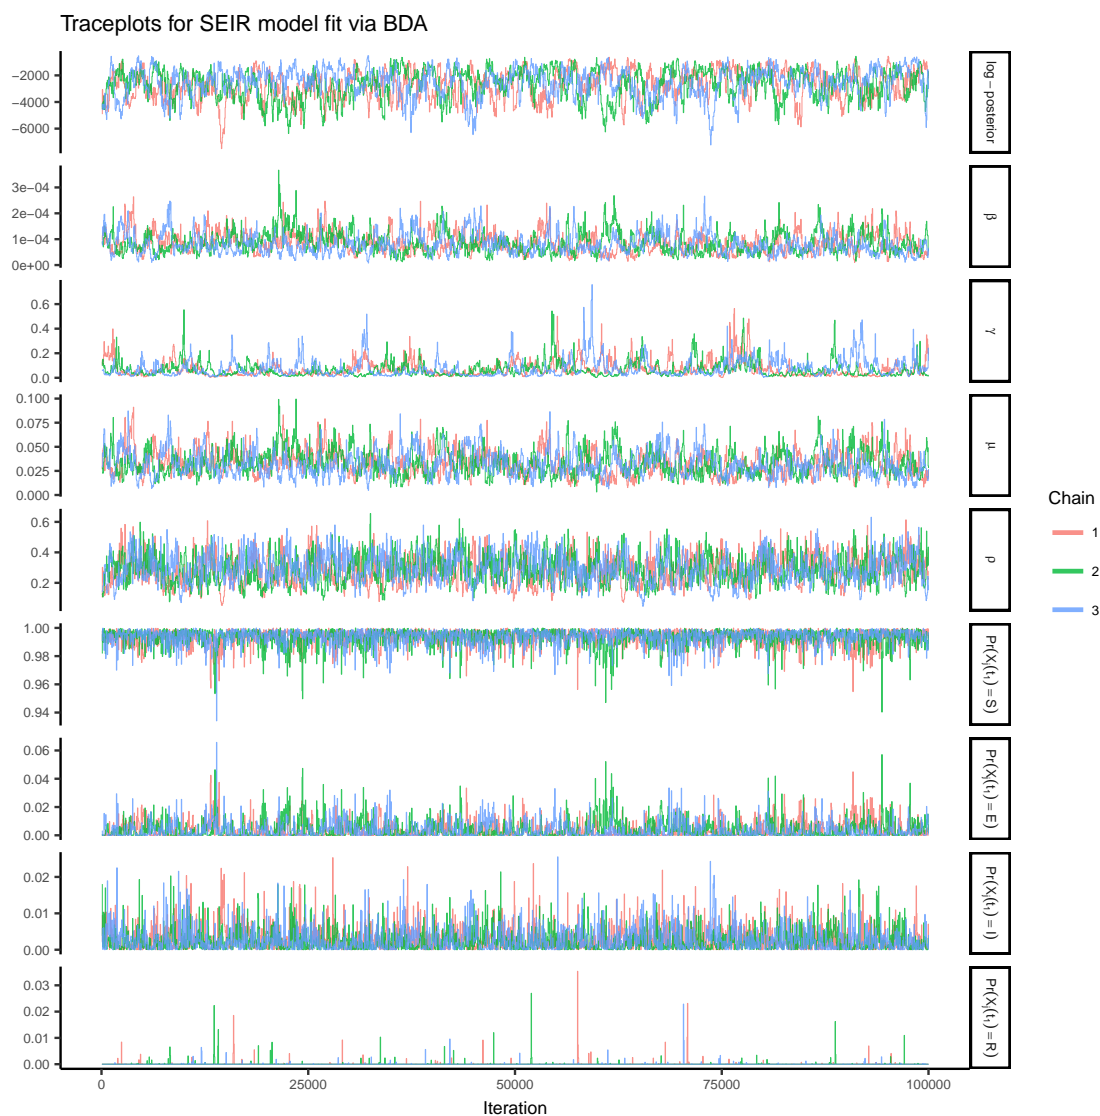 Traceplots for SEIR model fit via BDA
−2000
−4000
−6000
log − posterior
3e−04
2e−04
1e−04
0e+00
β
0.6
0.4
0.2
0.0
γ
0.100
0.075
0.050
0.025
0.000
μ
0.6
0.4
0.2
ρ
1.00
0.98
0.96
0.94
Pr(Xj(t1) = S)
0.06
0.04
0.02
0.00
Pr(Xj(t1) = E)
0.02
0.01
0.00
Pr(Xj(t1) = I)
0.03
0.02
0.01
0.00
Pr(Xj(t1) = R)
0
25000
50000
75000
100000
Iteration
Chain
1
2
3